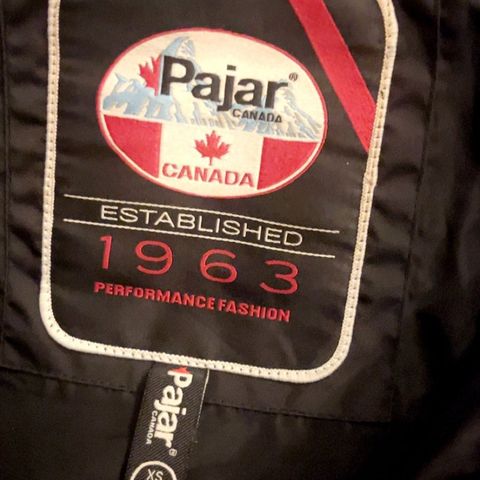 Pajar®
CANADA
CANADA
ESTABLISHED
1963
PERFORMANCE FASHION
Pajar®
CANADA
XS